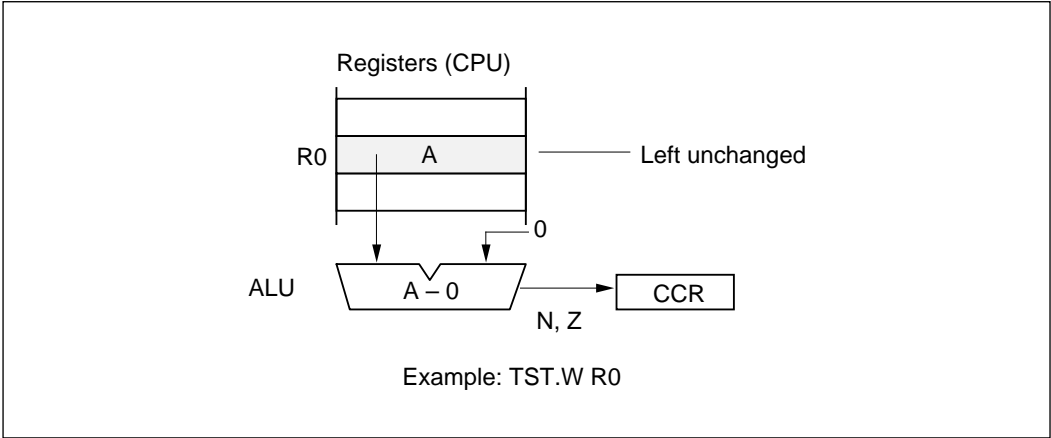 Registers (CPU)
R0
A
Left unchanged
0
ALU
A – 0
CCR
N, Z
Example: TST.W R0